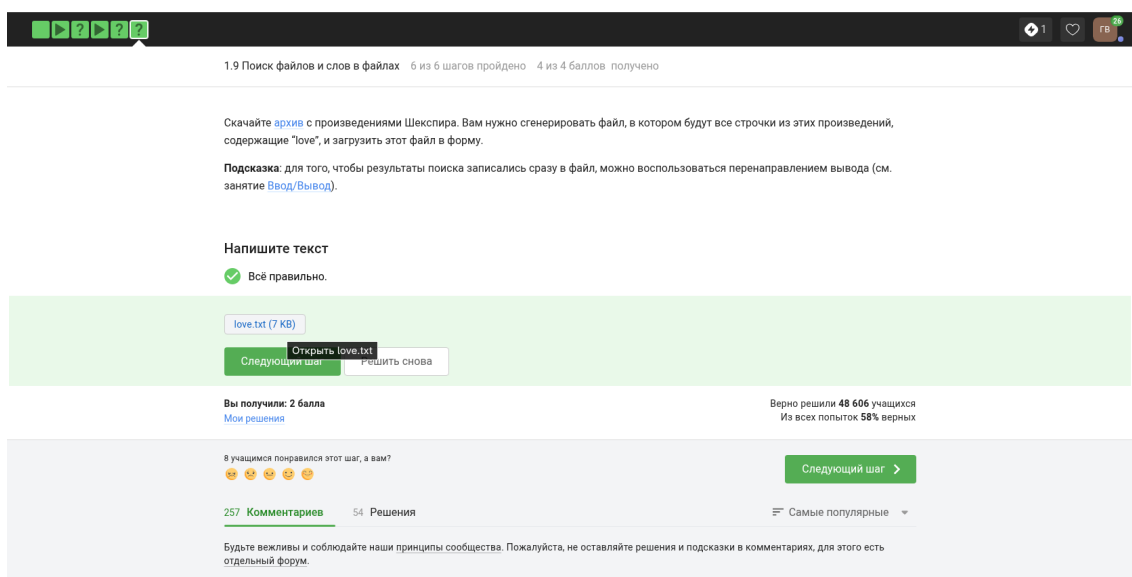 ? ? ?
1
ГВ
26
1.9 Поиск файлов и слов в файлах 6 из 6 шагов пройдено 4 из 4 баллов получено
Скачайте архив с произведениями Шекспира. Вам нужно сгенерировать файл, в котором будут все строчки из этих произведений,
содержащие “love”, и загрузить этот файл в форму.
Подсказка: для того, чтобы результаты поиска записались сразу в файл, можно воспользоваться перенаправлением вывода (см.
занятие Ввод/Вывод).
Напишите текст
Всё правильно.
love.txt (7 KB)
Открыть love.txt
Следующий шаг Решить снова
Вы получили: 2 балла
Мои решения
Верно решили 48 606 учащихся
Из всех попыток 58% верных
8 учащимся понравился этот шаг, а вам?
Следующий шаг
257 Комментариев 54 Решения Самые популярные
Будьте вежливы и соблюдайте наши принципы сообщества. Пожалуйста, не оставляйте решения и подсказки в комментариях, для этого есть
отдельный форум.